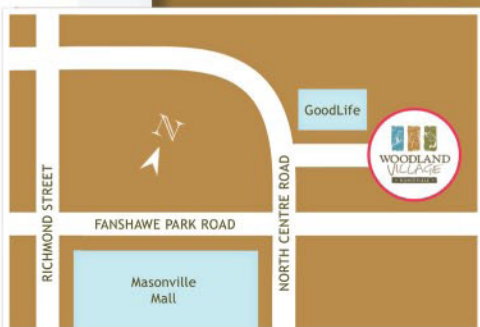 N
GoodLife
WOODLAND
VILLAGE
RICHMOND STREET
NORTH CENTRE ROAD
FANSHAWE PARK ROAD
Masonville
Mall